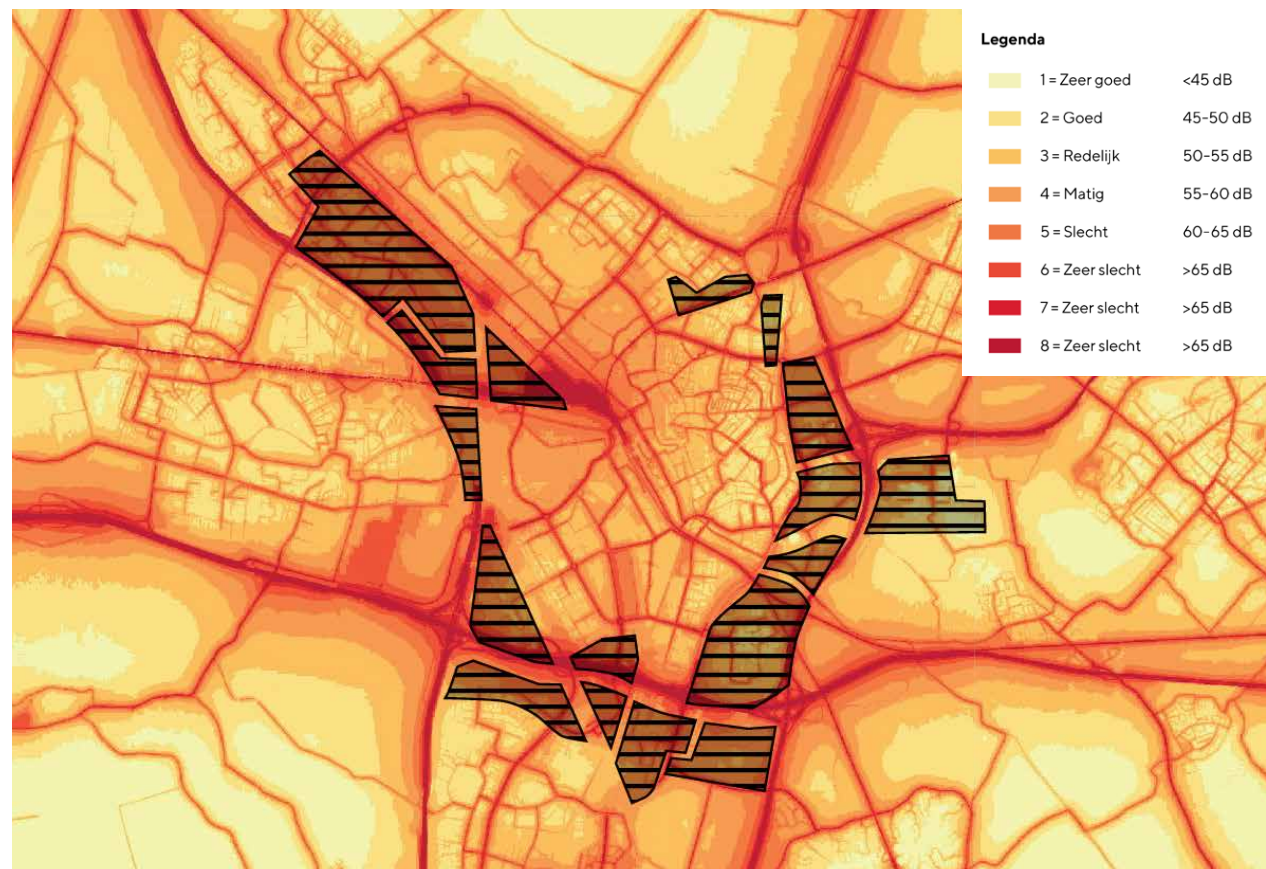 Legenda
1 = Zeer goed <45 dB
2 = Goed 45-50 dB
3 = Redelijk 50-55 dB
4 = Matig 55-60 dB
5 = Slecht 60-65 dB
6 = Zeer slecht >65 dB
7 = Zeer slecht >65 dB
8 = Zeer slecht >65 dB